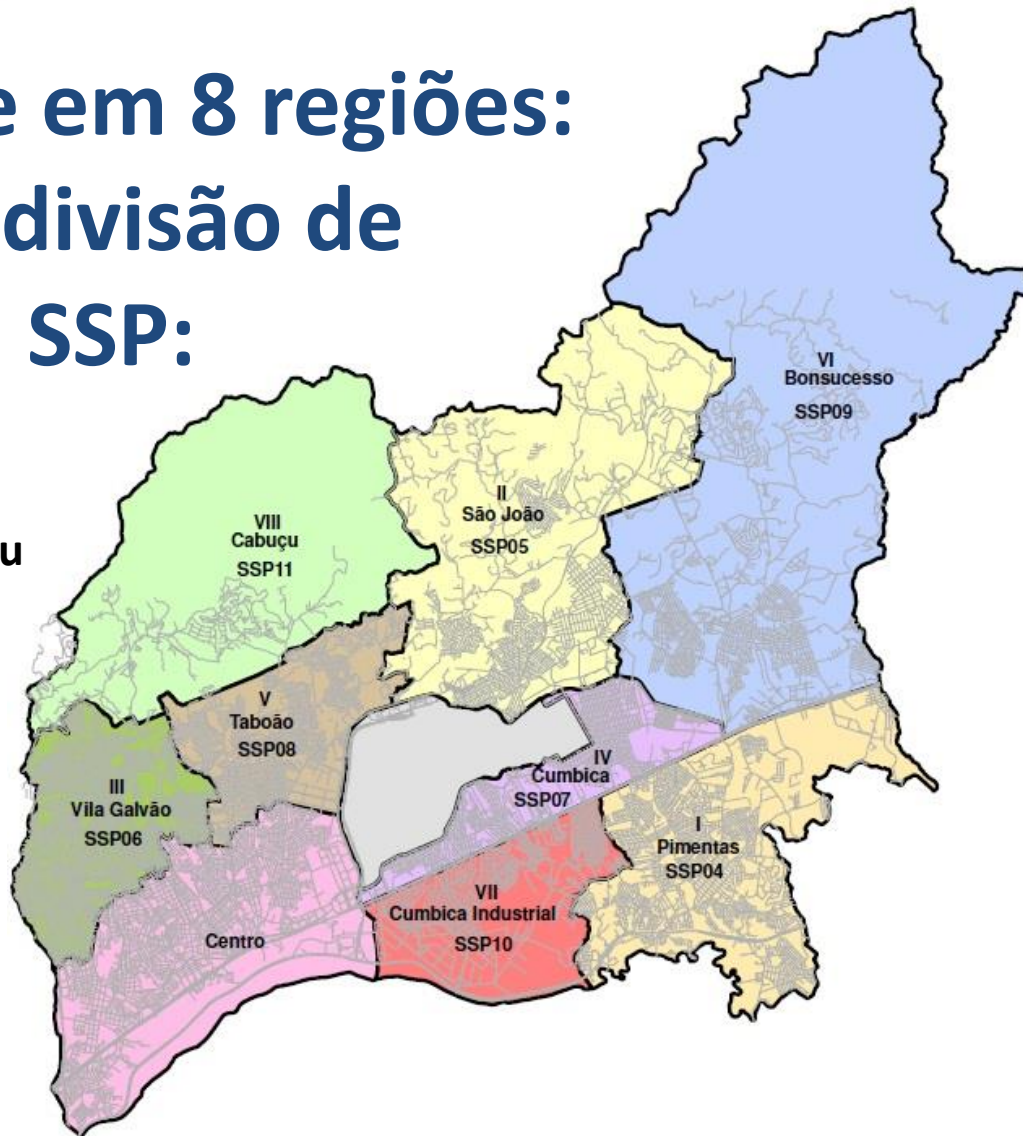 e em 8 regiões:
divisão de
SSP:
u
VI
Bonsucesso
SSP09
II
São João
SSP05
VIII
Cabuçu
SSP11
V
Taboão
SSP08
IV
Cumbica
SSP07
III
Vila Galvão
SSP06
I
Pimentas
SSP04
VII
Cumbica Industrial
SSP10
Centro